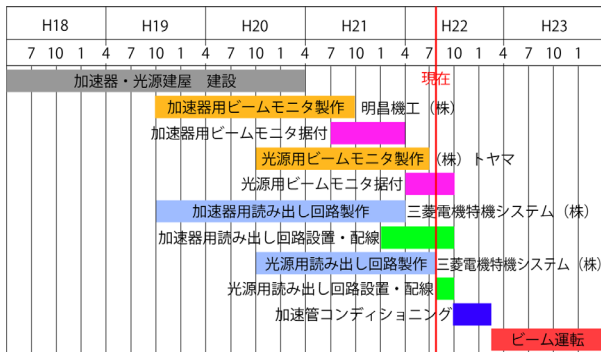 H18 H19 H20 H21 H22 H23
7 10 1 4 7 10 1 4 7 10 1 4 7 10 1 4 7 10 1 4 7 10 1
現在
加速器・光源建屋　建設
加速器用ビームモニタ製作 明昌機工（株）
加速器用ビームモニタ据付
光源用ビームモニタ製作 （株）トヤマ
光源用ビームモニタ据付
加速器用読み出し回路製作 三菱電機特機システム（株）
加速器用読み出し回路設置・配線
光源用読み出し回路製作 三菱電機特機システム（株）
光源用読み出し回路設置・配線
加速管コンディショニング
ビーム運転